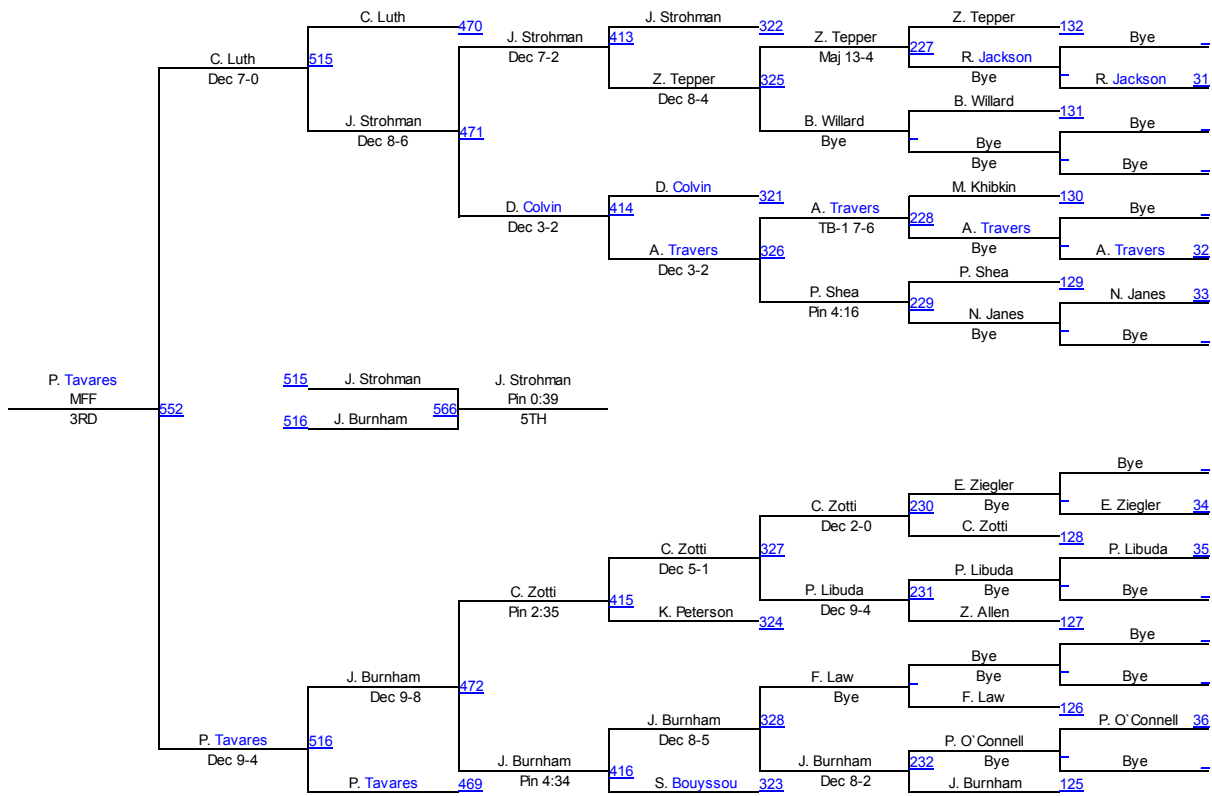 C. Luth 470
J. Strohman 322
Z. Tepper 132
J. Strohman 413
Z. Tepper 227
Bye
C. Luth 515
Dec 7-2
Maj 13-4
R. Jackson
Dec 7-0
Z. Tepper 325
Bye
R. Jackson 31
Dec 8-4
B. Willard 131
J. Strohman 471
B. Willard
Bye
Dec 8-6
Bye
Bye
Bye
Bye
D. Colvin 321
M. Khibkin 130
D. Colvin 414
A. Travers 228
Bye
Dec 3-2
TB-1 7-6
A. Travers
A. Travers 326
Bye
A. Travers 32
Dec 3-2
P. Shea 129
P. Shea 229
N. Janes 33
Pin 4:16
N. Janes
Bye
Bye
P. Tavares
515 J. Strohman
J. Strohman
MFF 552
566 Pin 0:39
3RD
516 J. Burnham
5TH
Bye
E. Ziegler
C. Zotti 230
Bye
E. Ziegler 34
Dec 2-0
C. Zotti 128
C. Zotti 327
P. Libuda 35
Dec 5-1
P. Libuda
C. Zotti 415
P. Libuda 231
Bye
Bye
Pin 2:35
K. Peterson 324
Dec 9-4
Z. Allen 127
Bye
Bye
J. Burnham 472
F. Law
Bye
Bye
Dec 9-8
Bye
F. Law 126
J. Burnham 328
P. O`Connell 36
P. Tavares 516
Dec 8-5
P. O`Connell
Dec 9-4
J. Burnham 416
J. Burnham 232
Bye
Bye
P. Tavares 469
Pin 4:34
S. Bouyssou 323
Dec 8-2
J. Burnham 125